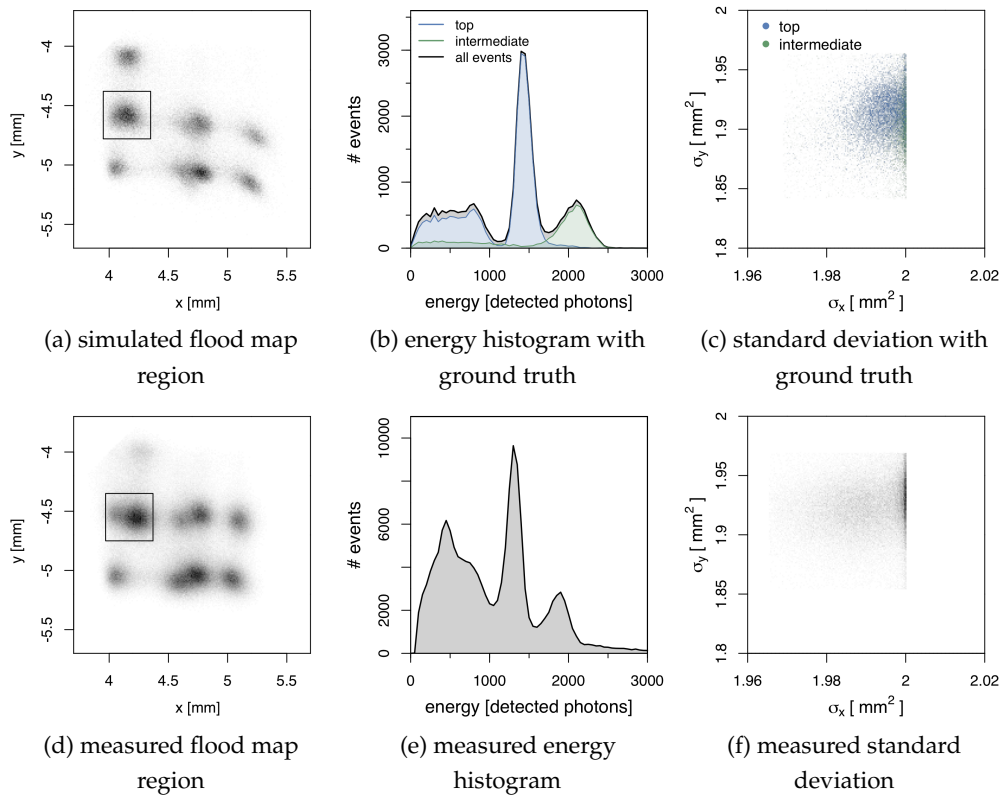 -4
-4.5
-5
-5.5
y [mm]
4
4.5
5
5.5
x [mm]
(a) simulated flood map
region
top
intermediate
all events
3000
2000
1000
0
# events
0
1000
2000
3000
energy [detected photons]
(b) energy histogram with
ground truth
top
intermediate
2
1.95
1.9
1.85
1.8
σy [ mm²]
1.96
1.98
2
2.02
σx [ mm²]
(c) standard deviation with
ground truth
-4
-4.5
-5
-5.5
y [mm]
4
4.5
5
5.5
x [mm]
(d) measured flood map
region
10000
6000
2000
0
# events
0
1000
2000
3000
energy [detected photons]
(e) measured energy
histogram
2
1.95
1.9
1.85
1.8
σy [ mm²]
1.96
1.98
2
2.02
σx [ mm²]
(f) measured standard
deviation